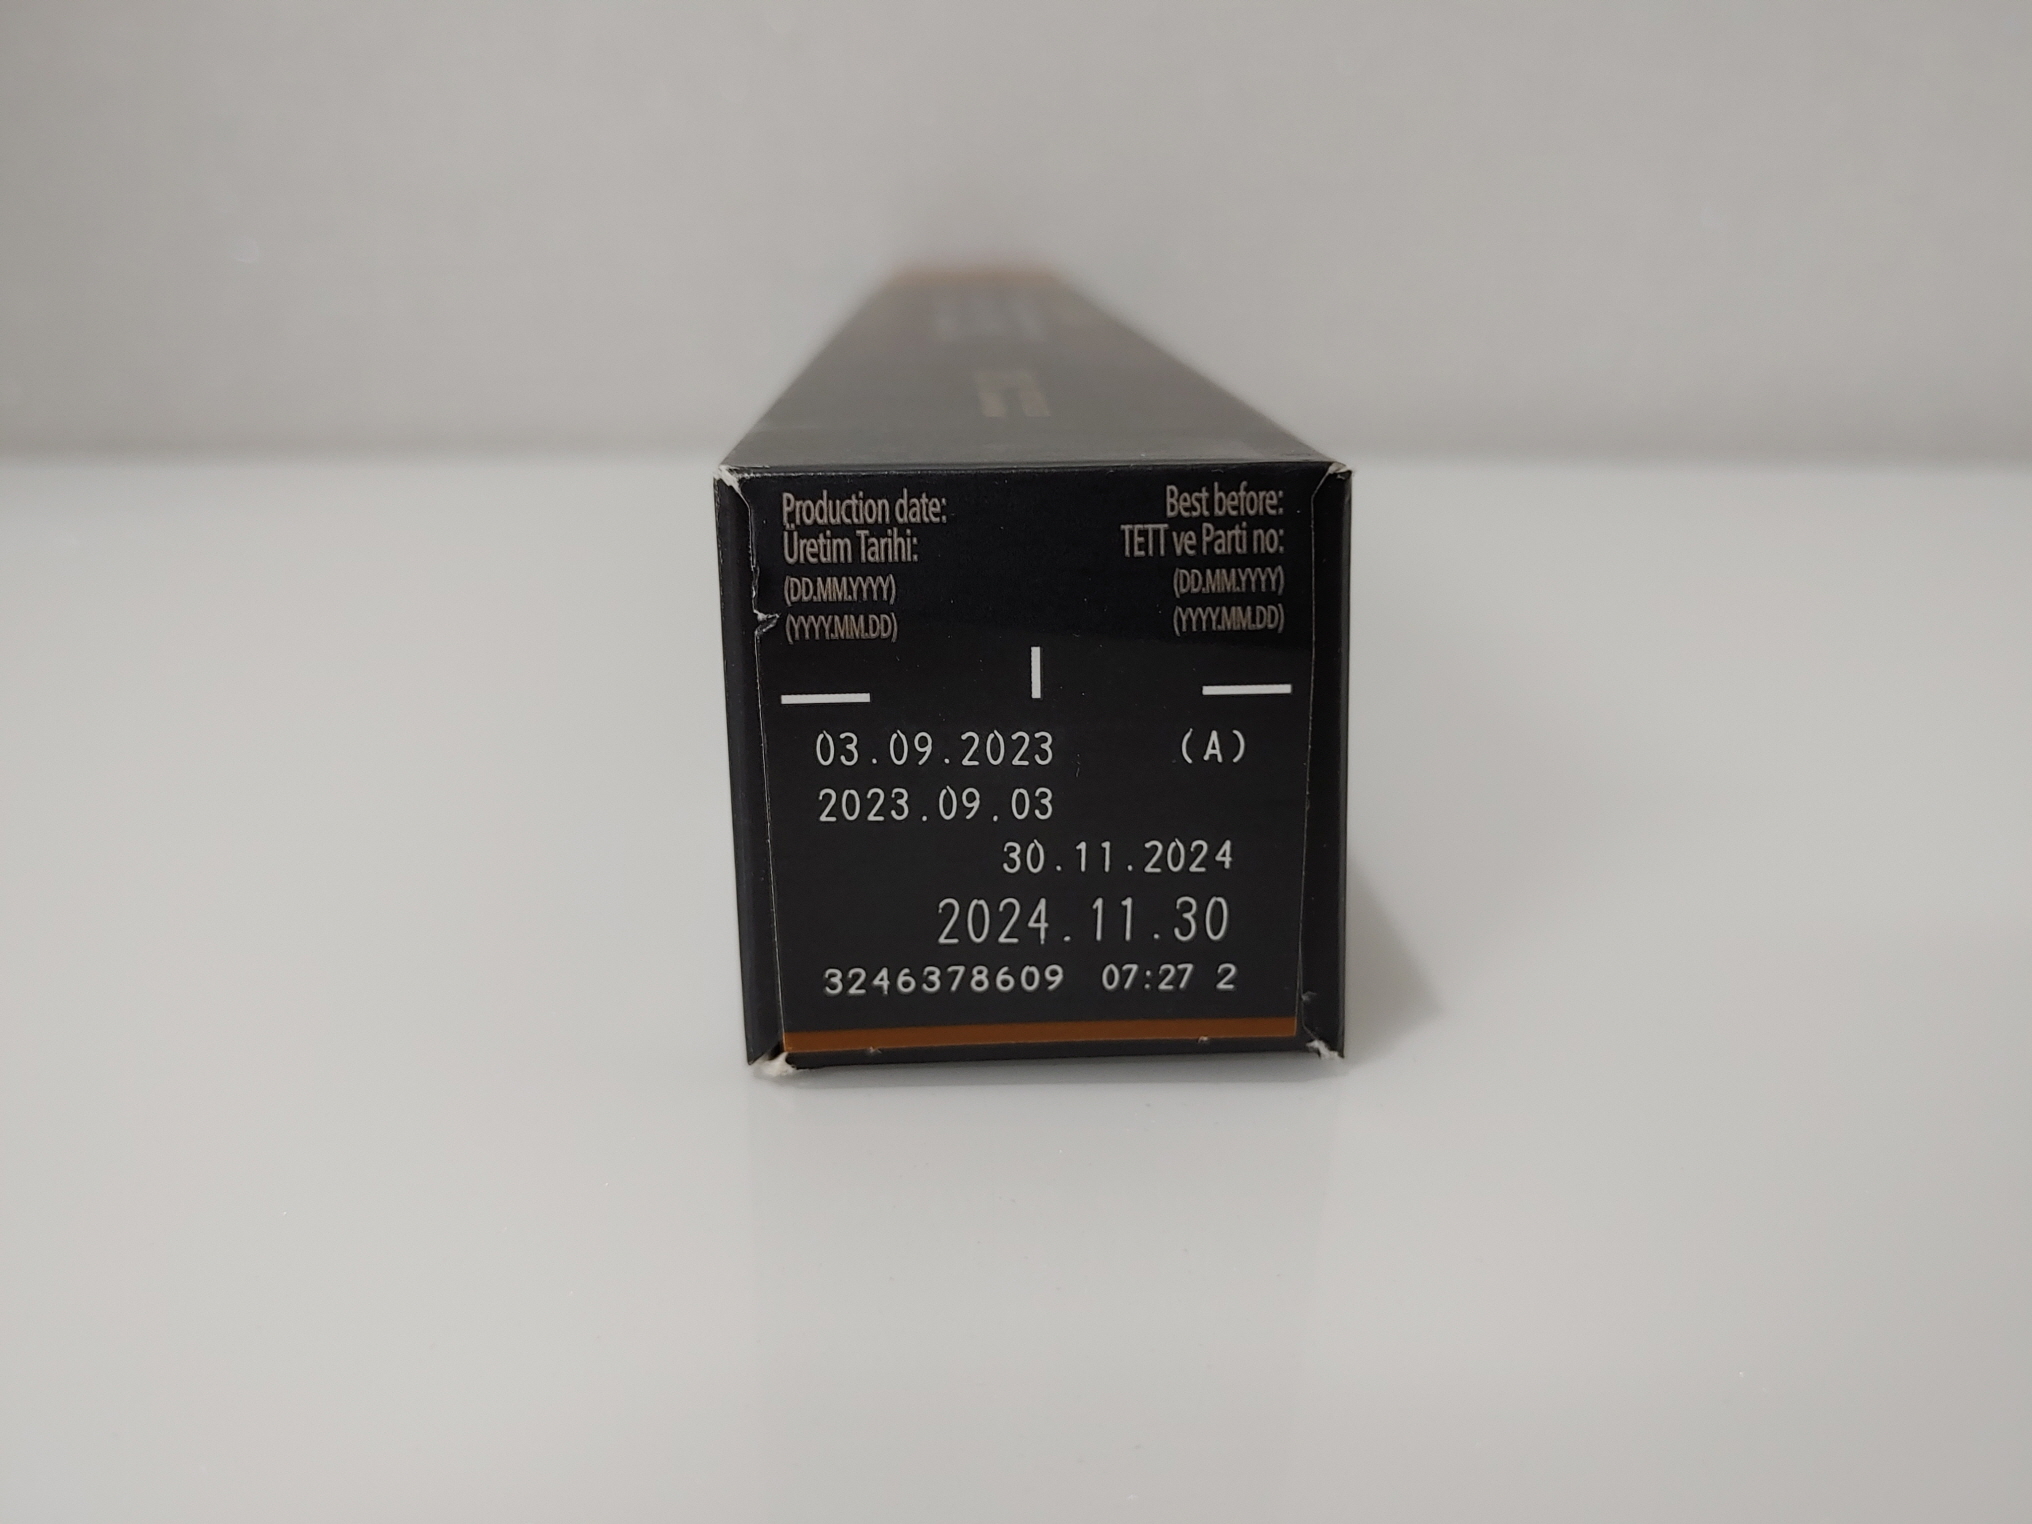 Production date:
Üretim Tarihi:
(DD.MM.YYYY)
(YYYY.MM.DD)
Best before:
TETT ve Parti no:
(DD.MM.YYYY)
(YYYY.MM.DD)
03.09.2023 (A)
2023.09.03
30.11.2024
2024.11.30
3246378609 07:27 2